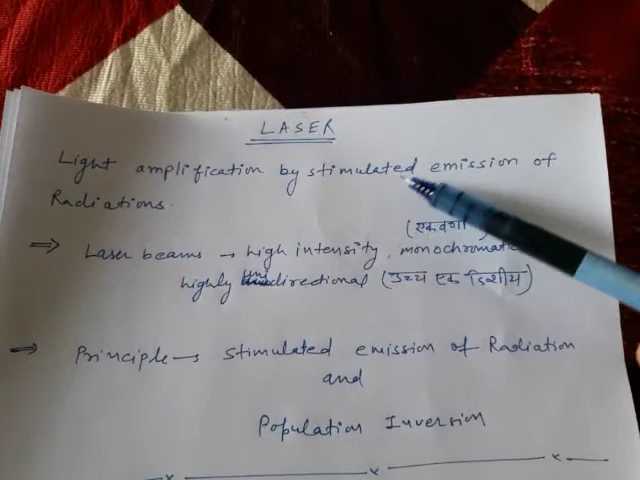 LASER
Light amplification by stimulated emission of
Radiations.
(एकवर्णी
⇒ Laser beams → high intensity, monochromatic
highly unidirectional (उच्च एक दिशीय)
⇒ Principle → stimulated emission of Radiation
and
Population Inversion